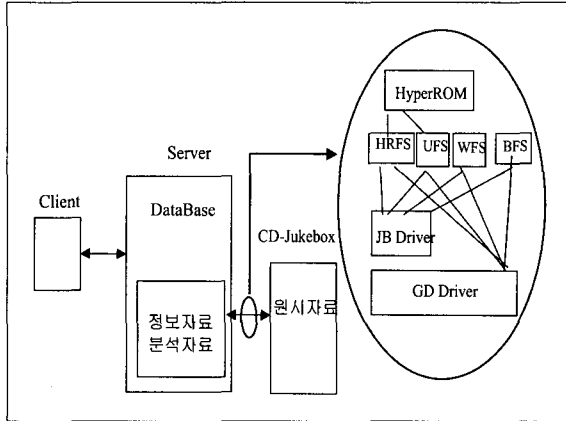 Client
Server
DataBase
정보자료
분석자료
CD-Jukebox
원시자료
HyperROM
HRFS
UFS
WFS
BFS
JB Driver
GD Driver